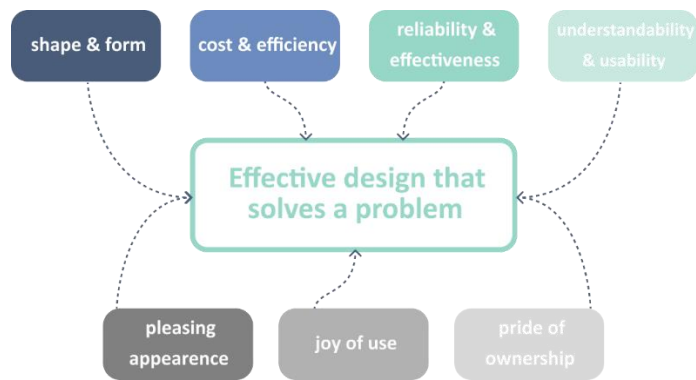 shape & form
cost & efficiency
reliability &
effectiveness
understandability
& usability
Effective design that
solves a problem
pleasing
appearence
joy of use
pride of
ownership